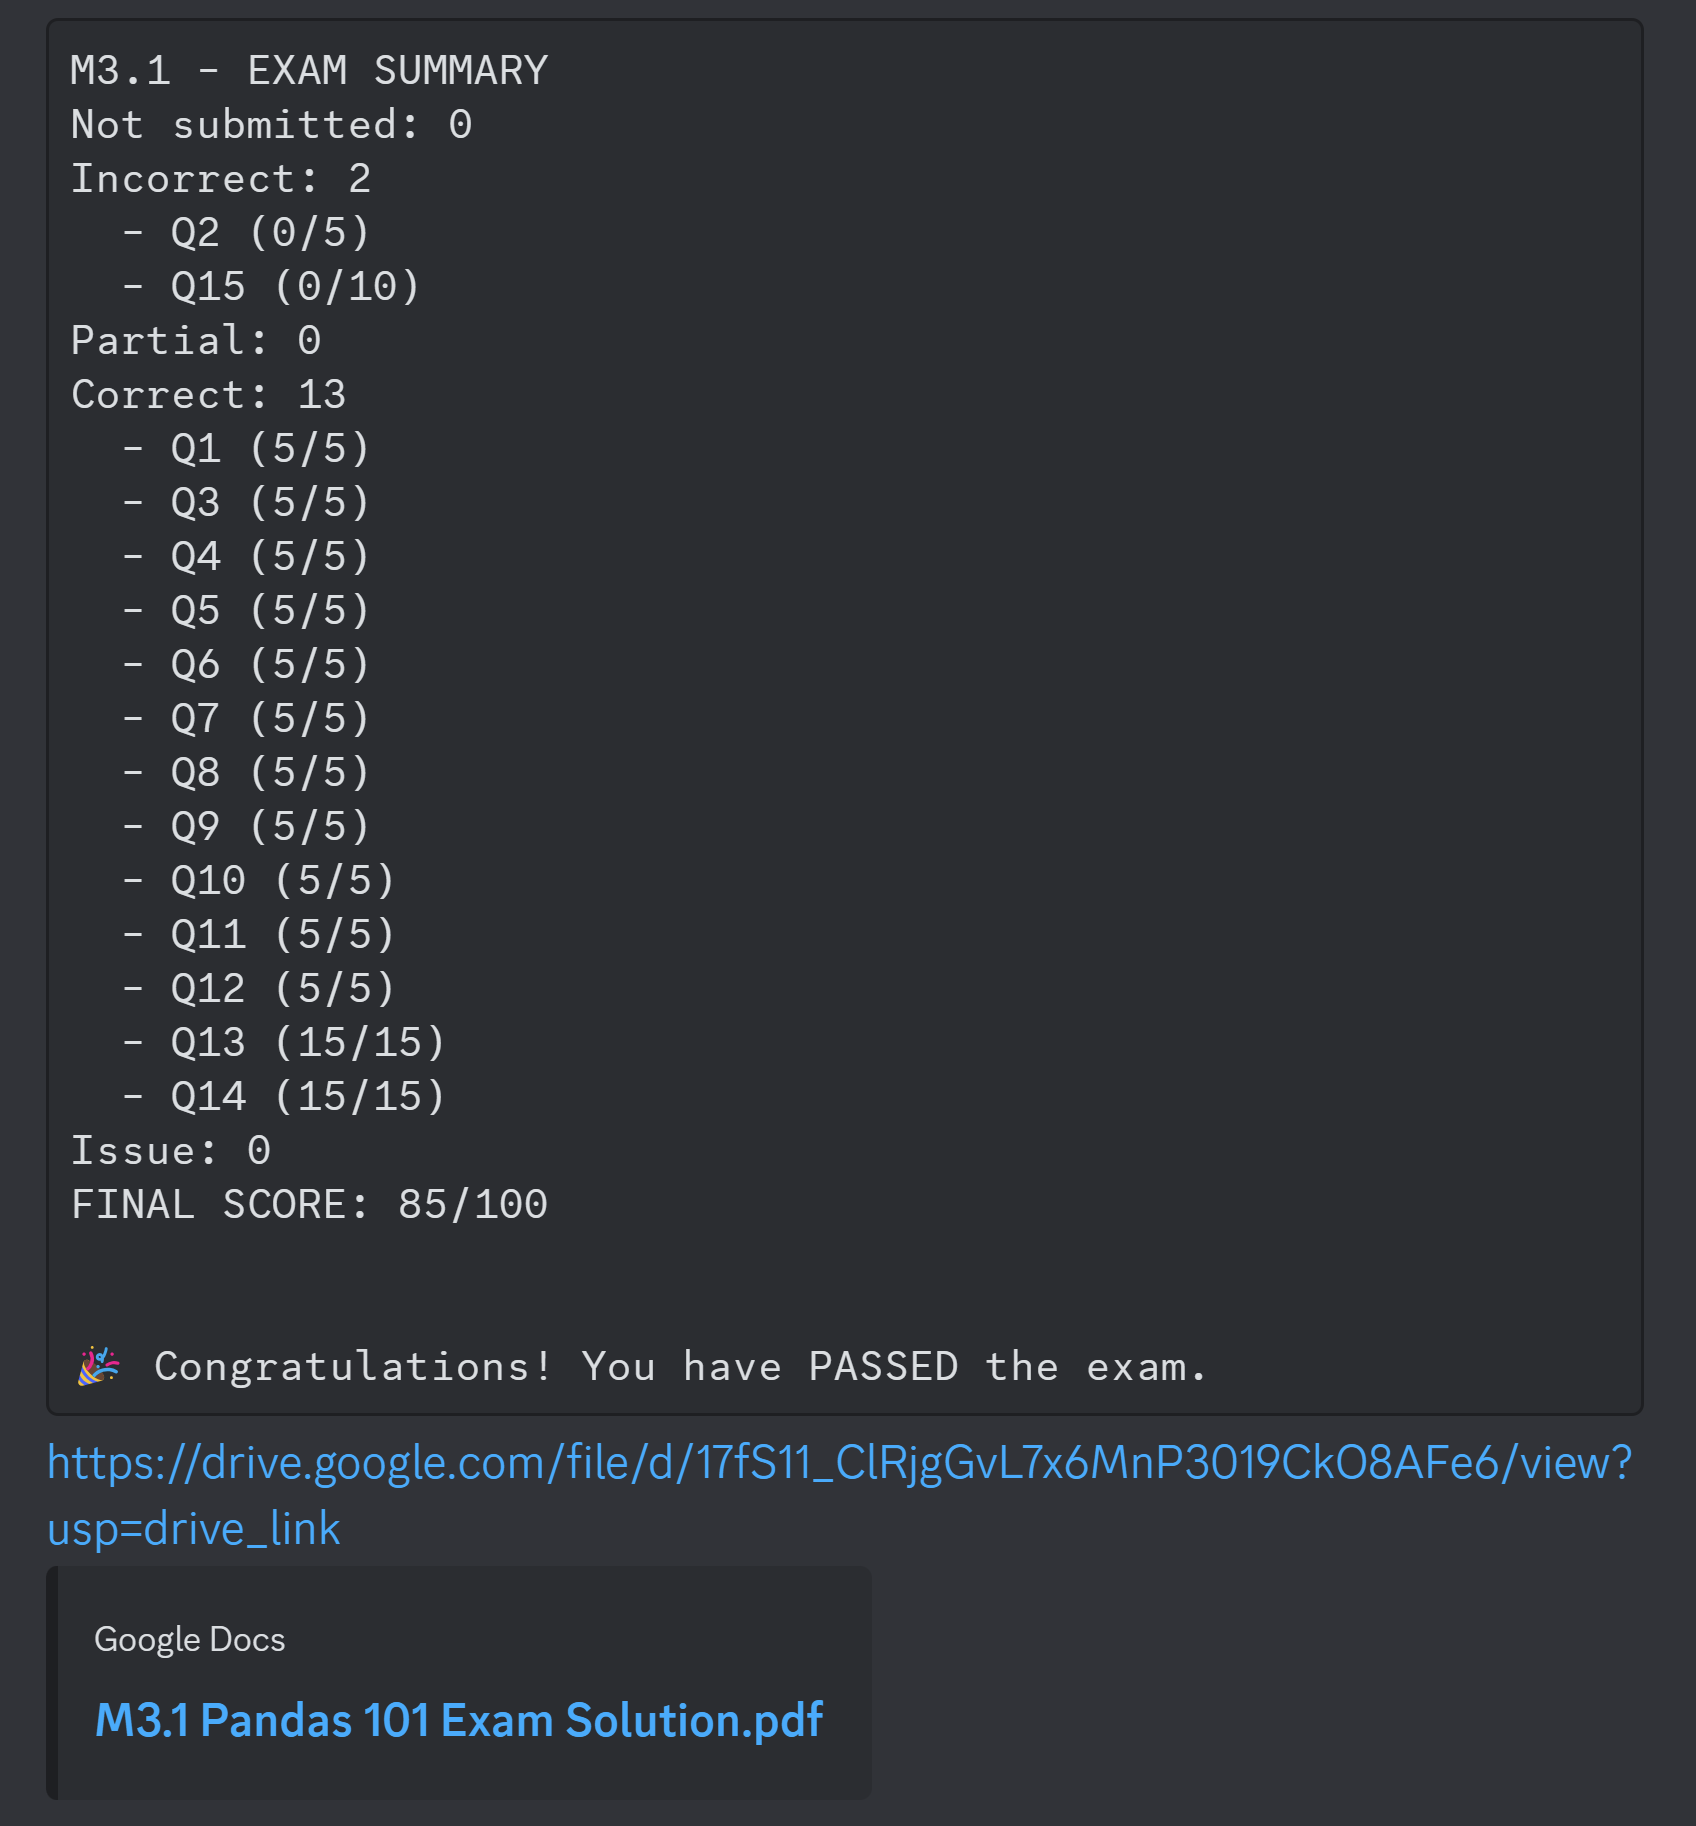 M3.1 - EXAM SUMMARY
Not submitted: 0
Incorrect: 2
- Q2 (0/5)
- Q15 (0/10)
Partial: 0
Correct: 13
- Q1 (5/5)
- Q3 (5/5)
- Q4 (5/5)
- Q5 (5/5)
- Q6 (5/5)
- Q7 (5/5)
- Q8 (5/5)
- Q9 (5/5)
- Q10 (5/5)
- Q11 (5/5)
- Q12 (5/5)
- Q13 (15/15)
- Q14 (15/15)
Issue: 0
FINAL SCORE: 85/100
🎉 Congratulations! You have PASSED the exam.
https://drive.google.com/file/d/17fS11_ClRjgGvL7x6MnP3019CkO8AFe6/view?
usp=drive_link
Google Docs
M3.1 Pandas 101 Exam Solution.pdf